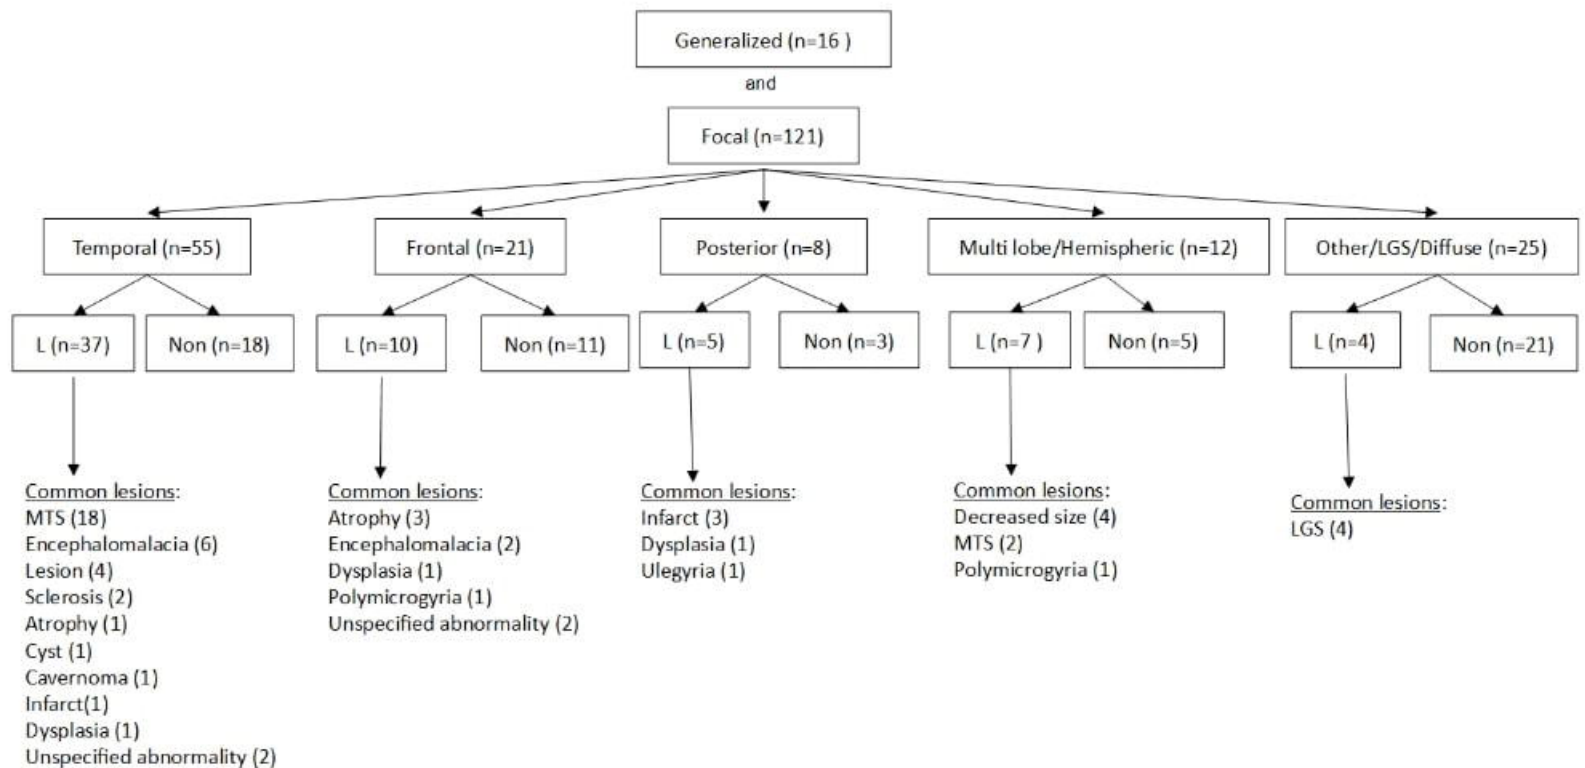 Generalized (n=16 )
and
Focal (n=121)
Temporal (n=55)
Frontal (n=21)
Posterior (n=8)
Multi lobe/Hemispheric (n=12)
Other/LGS/Diffuse (n=25)
L (n=37)
Non (n=18)
L (n=10)
Non (n=11)
L (n=5)
Non (n=3)
L (n=7 )
Non (n=5)
L (n=4)
Non (n=21)
Common lesions:
MTS (18)
Encephalomalacia (6)
Lesion (4)
Sclerosis (2)
Atrophy (1)
Cyst (1)
Cavernoma (1)
Infarct(1)
Dysplasia (1)
Unspecified abnormality (2)
Common lesions:
Atrophy (3)
Encephalomalacia (2)
Dysplasia (1)
Polymicrogyria (1)
Unspecified abnormality (2)
Common lesions:
Infarct (3)
Dysplasia (1)
Ulegyria (1)
Common lesions:
Decreased size (4)
MTS (2)
Polymicrogyria (1)
Common lesions:
LGS (4)